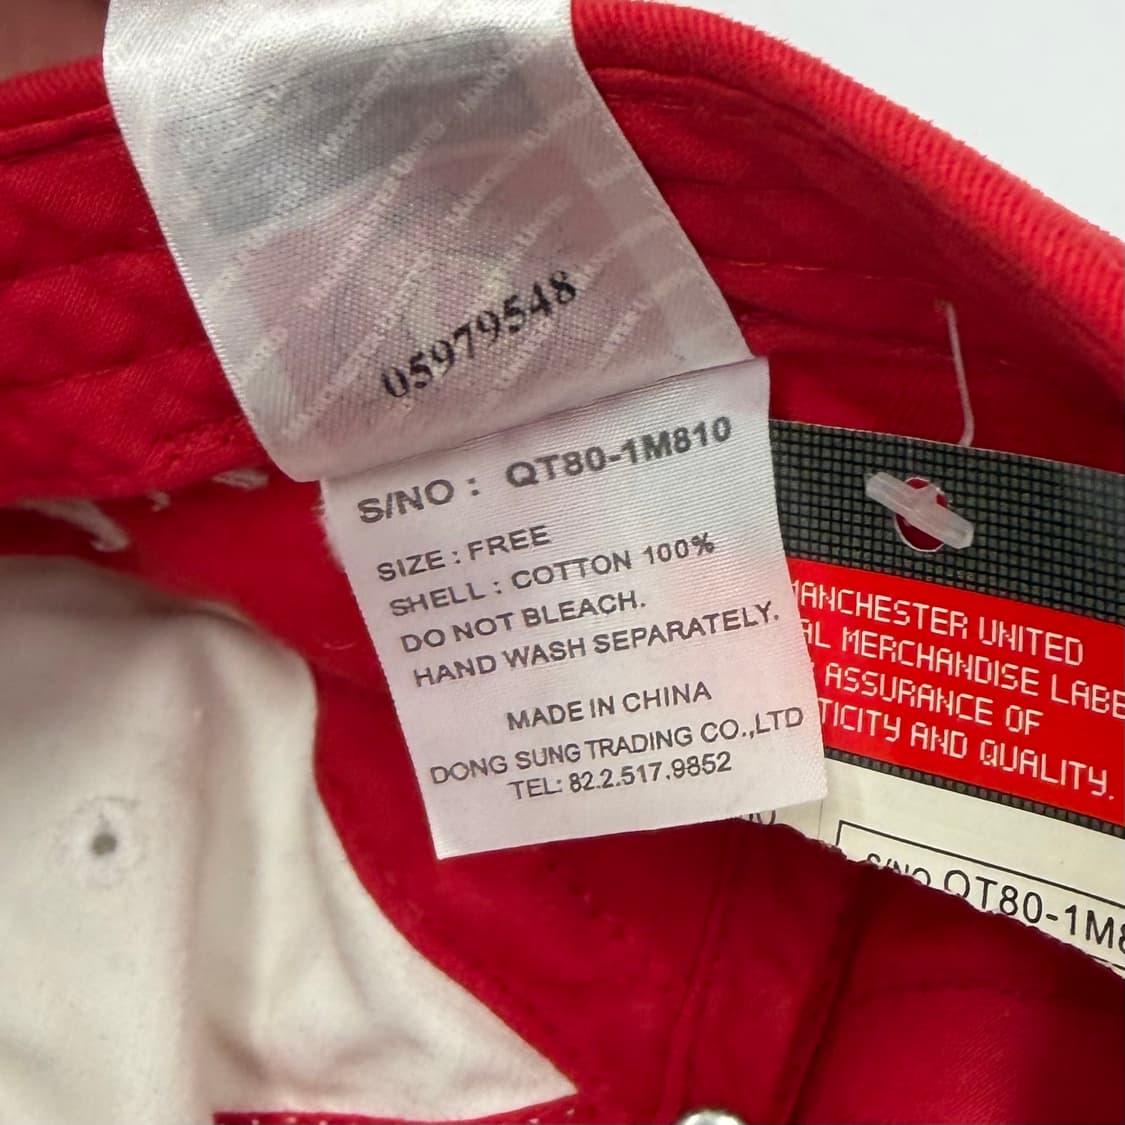 05979548
S/NO : QT80-1M810
SIZE : FREE
SHELL : COTTON 100%
DO NOT BLEACH.
HAND WASH SEPARATELY.
MADE IN CHINA
DONG SUNG TRADING CO.,LTD
TEL: 82.2.517.9852
MANCHESTER UNITED
AL MERCHANDISE LABE
ASSURANCE OF
TICITY AND QUALITY.
S/NO QT80-1M8